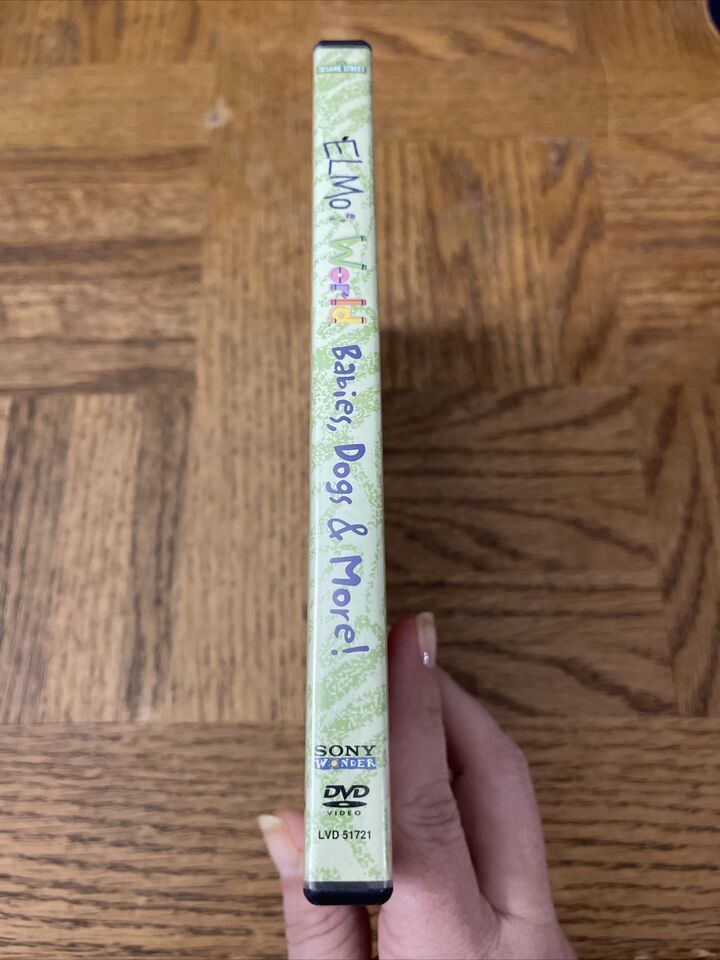 SESAME STREET
ELMo's World Babies, Dogs & More!
SONY
WONDER
DVD
VIDEO
LVD 51721